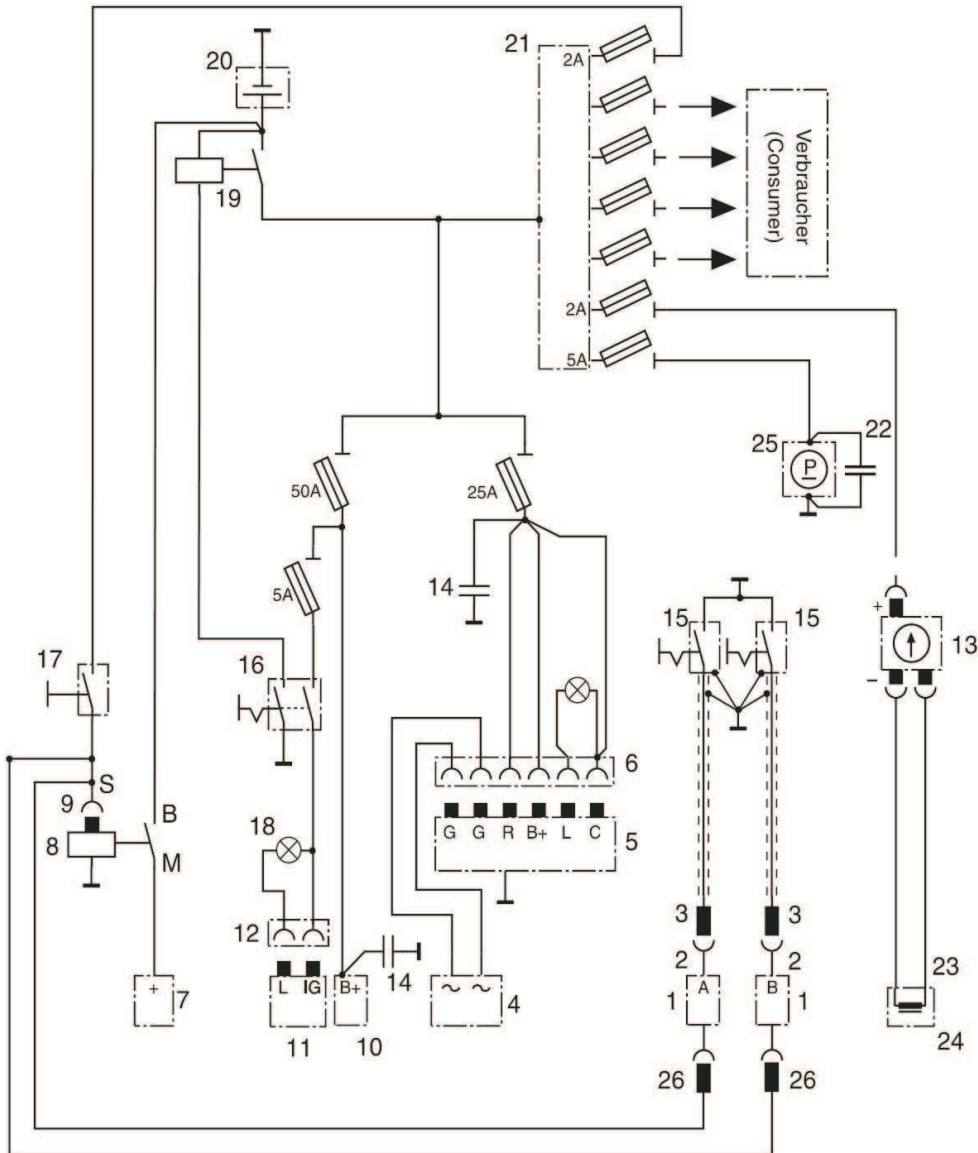 20
21
2A
Verbraucher
(Consumer)
19
2A
5A
25
P
22
50A
25A
5A
14
15
15
+
13
–
17
16
6
S
9
B
G G R B+ L C
5
8
M
18
3
3
12
2
2
23
14
+
7
L IG
B+
~ ~
4
A
1
B
1
24
11
10
26
26